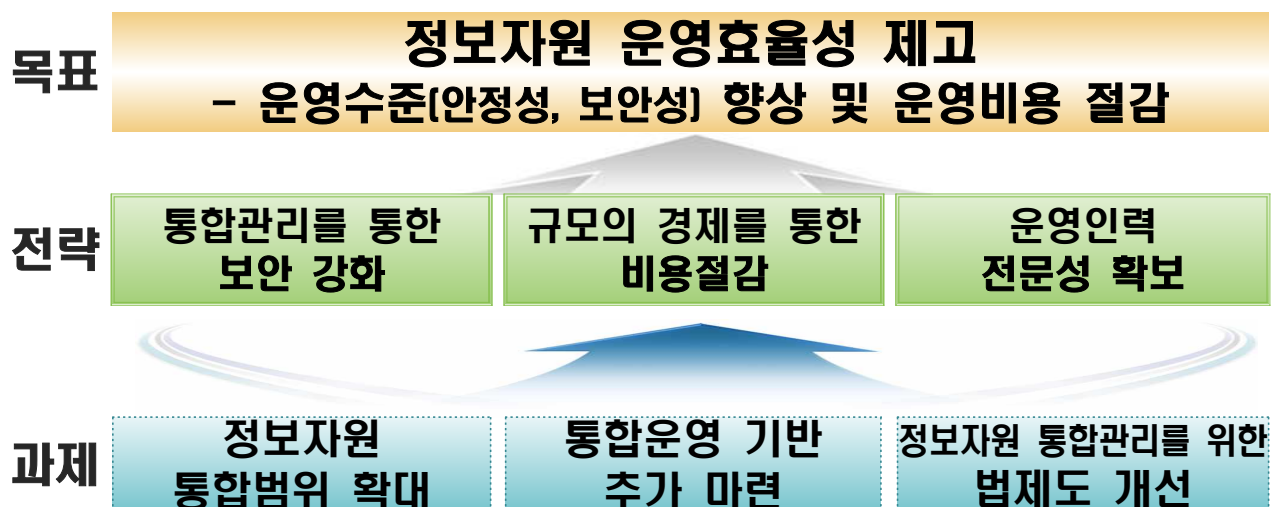 목표
정보자원 운영효율성 제고
- 운영수준(안정성, 보안성) 향상 및 운영비용 절감
전략
통합관리를 통한
보안 강화
규모의 경제를 통한
비용절감
운영인력
전문성 확보
과제
정보자원
통합범위 확대
통합운영 기반
추가 마련
정보자원 통합관리를 위한
법제도 개선